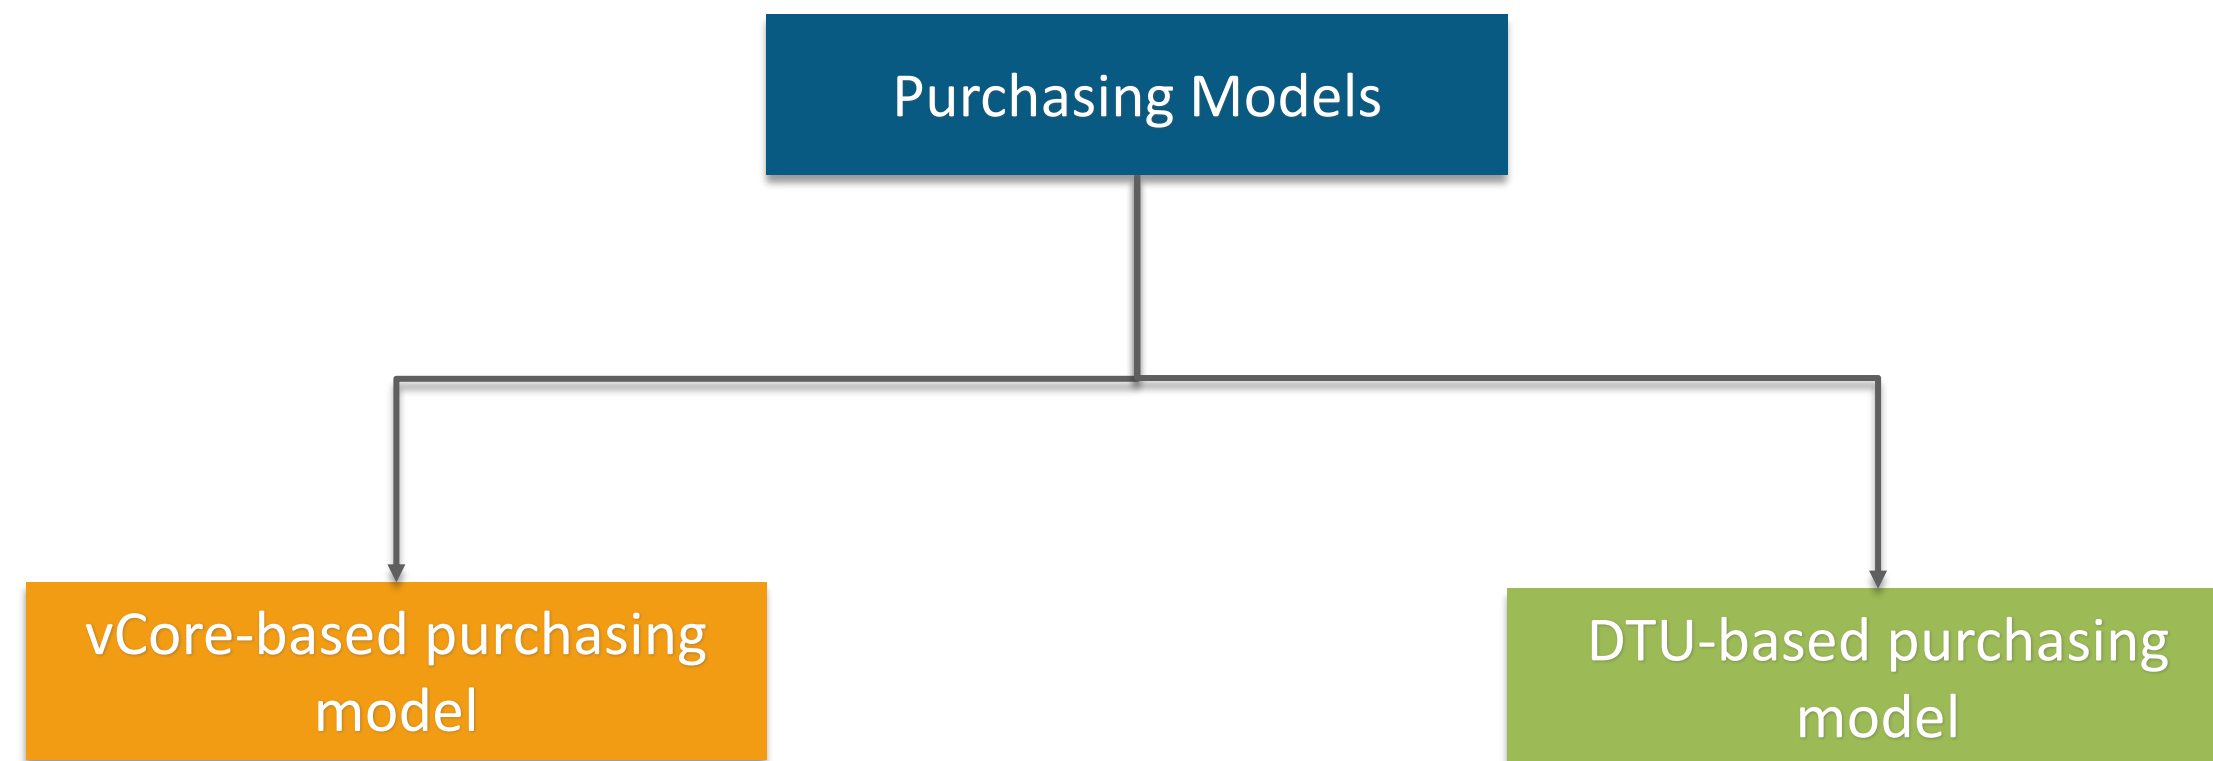 Purchasing Models
vCore-based purchasing
model
DTU-based purchasing
model